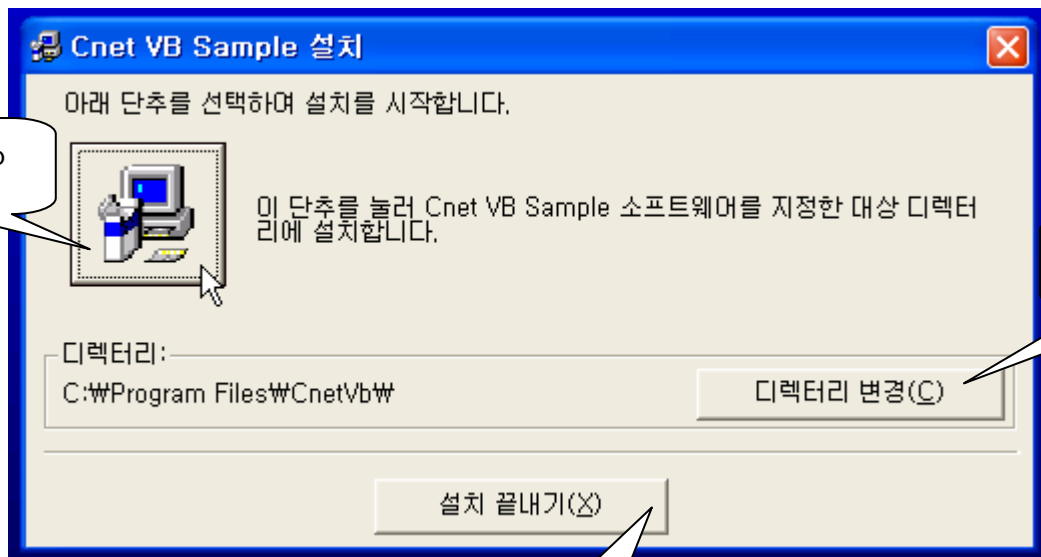 Cnet VB Sample 설치
아래 단추를 선택하여 설치를 시작합니다.
이 단추를 눌러 Cnet VB Sample 소프트웨어를 지정한 대상 디렉터
리에 설치합니다.
디렉터리:
C:₩Program Files₩CnetVb₩
디렉터리 변경(C)
설치 끝내기(X)